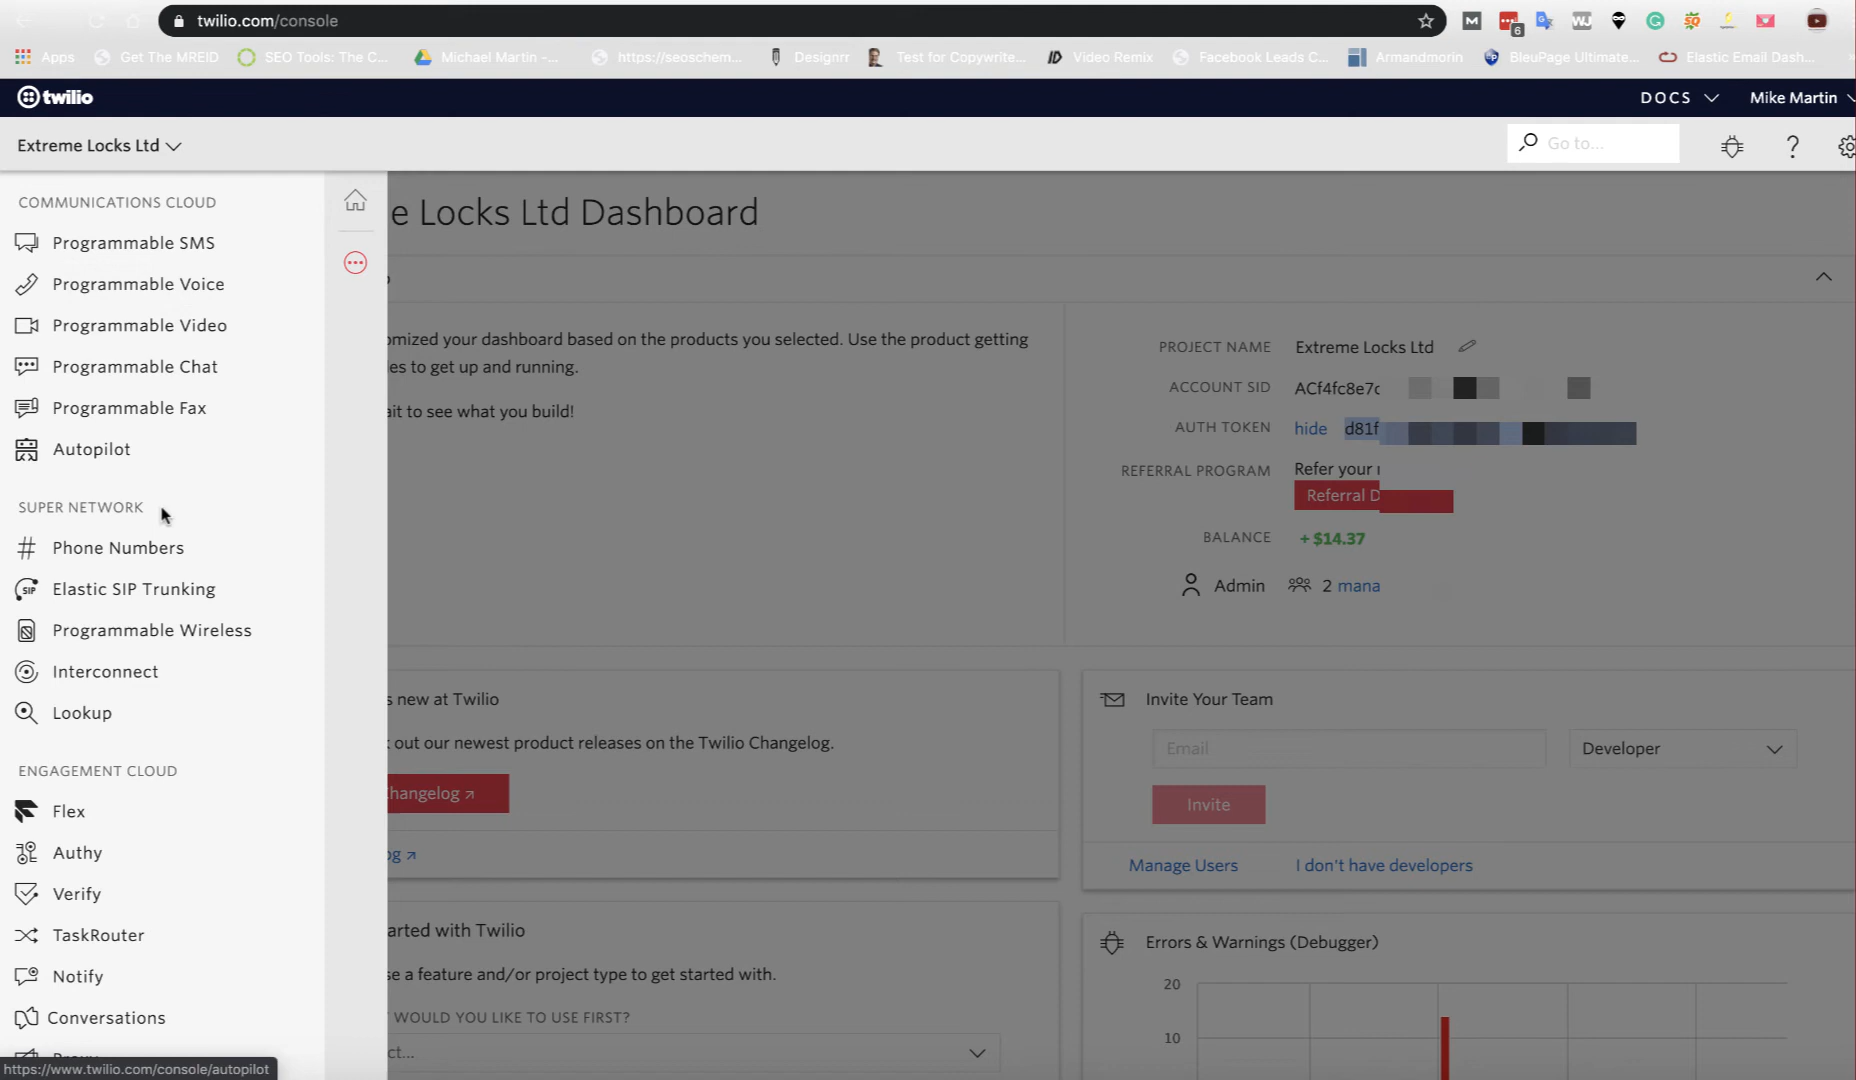 twilio.com/console
6
Apps
Get The MREID
SEO Tools: The C...
Michael Martin -...
https://seoschem...
Designrr
Test for Copywrite...
Video Remix
Facebook Leads C...
Armandmorin
BleuPage Ultimate...
Elastic Email Dash...
twilio
DOCS
Mike Martin
Extreme Locks Ltd
Go to...
COMMUNICATIONS CLOUD
Programmable SMS
Programmable Voice
Programmable Video
Programmable Chat
Programmable Fax
Autopilot
SUPER NETWORK
Phone Numbers
Elastic SIP Trunking
Programmable Wireless
Interconnect
Lookup
ENGAGEMENT CLOUD
Flex
Authy
Verify
TaskRouter
Notify
Conversations
https://www.twilio.com/console/autopilot
e Locks Ltd Dashboard
omized your dashboard based on the products you selected. Use the product getting
les to get up and running.
ait to see what you build!
PROJECT NAME Extreme Locks Ltd
ACCOUNT SID ACf4fc8e7c
AUTH TOKEN hide d81f
REFERRAL PROGRAM Refer your
Referral D
BALANCE + $14.37
Admin 2 mana
s new at Twilio
out our newest product releases on the Twilio Changelog.
hangelog
og
Invite Your Team
Email
Developer
Invite
Manage Users
I don't have developers
arted with Twilio
se a feature and/or project type to get started with.
WOULD YOU LIKE TO USE FIRST?
ct...
Errors & Warnings (Debugger)
20
10